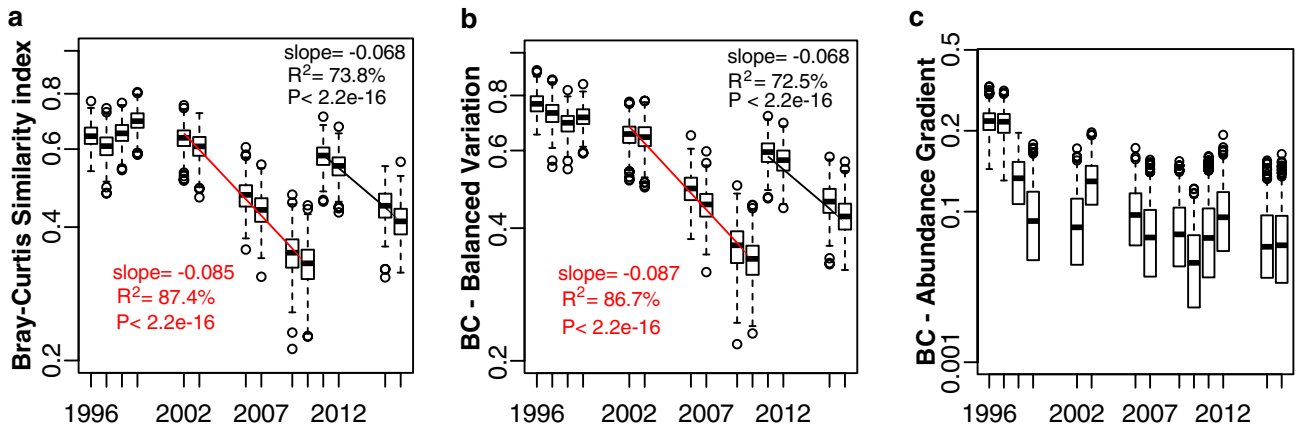 a
Bray-Curtis Similarity index
0.8
0.6
0.4
0.2
slope= -0.068
R²= 73.8%
P< 2.2e-16
slope= -0.085
R²= 87.4%
P< 2.2e-16
1996 2002 2007 2012
b
BC - Balanced Variation
0.8
0.6
0.4
0.2
slope= -0.068
R²= 72.5%
P< 2.2e-16
slope= -0.087
R²= 86.7%
P< 2.2e-16
1996 2002 2007 2012
c
BC - Abundance Gradient
0.5
0.2
0.1
0.001
1996 2002 2007 2012